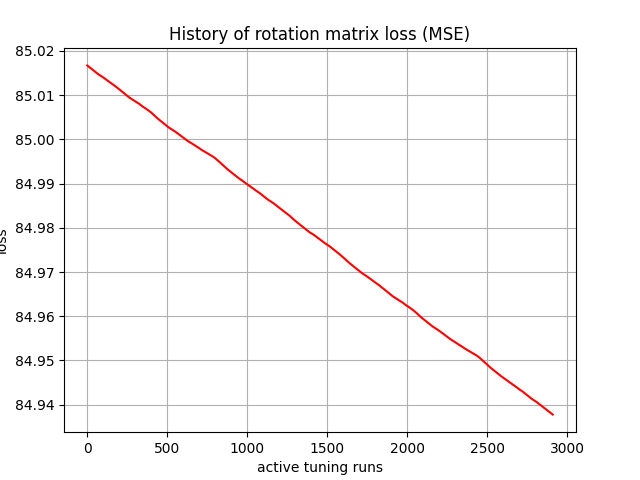 History of rotation matrix loss (MSE)
85.02
85.01
85.00
84.99
84.98
84.97
84.96
84.95
84.94
loss
0 500 1000 1500 2000 2500 3000
active tuning runs